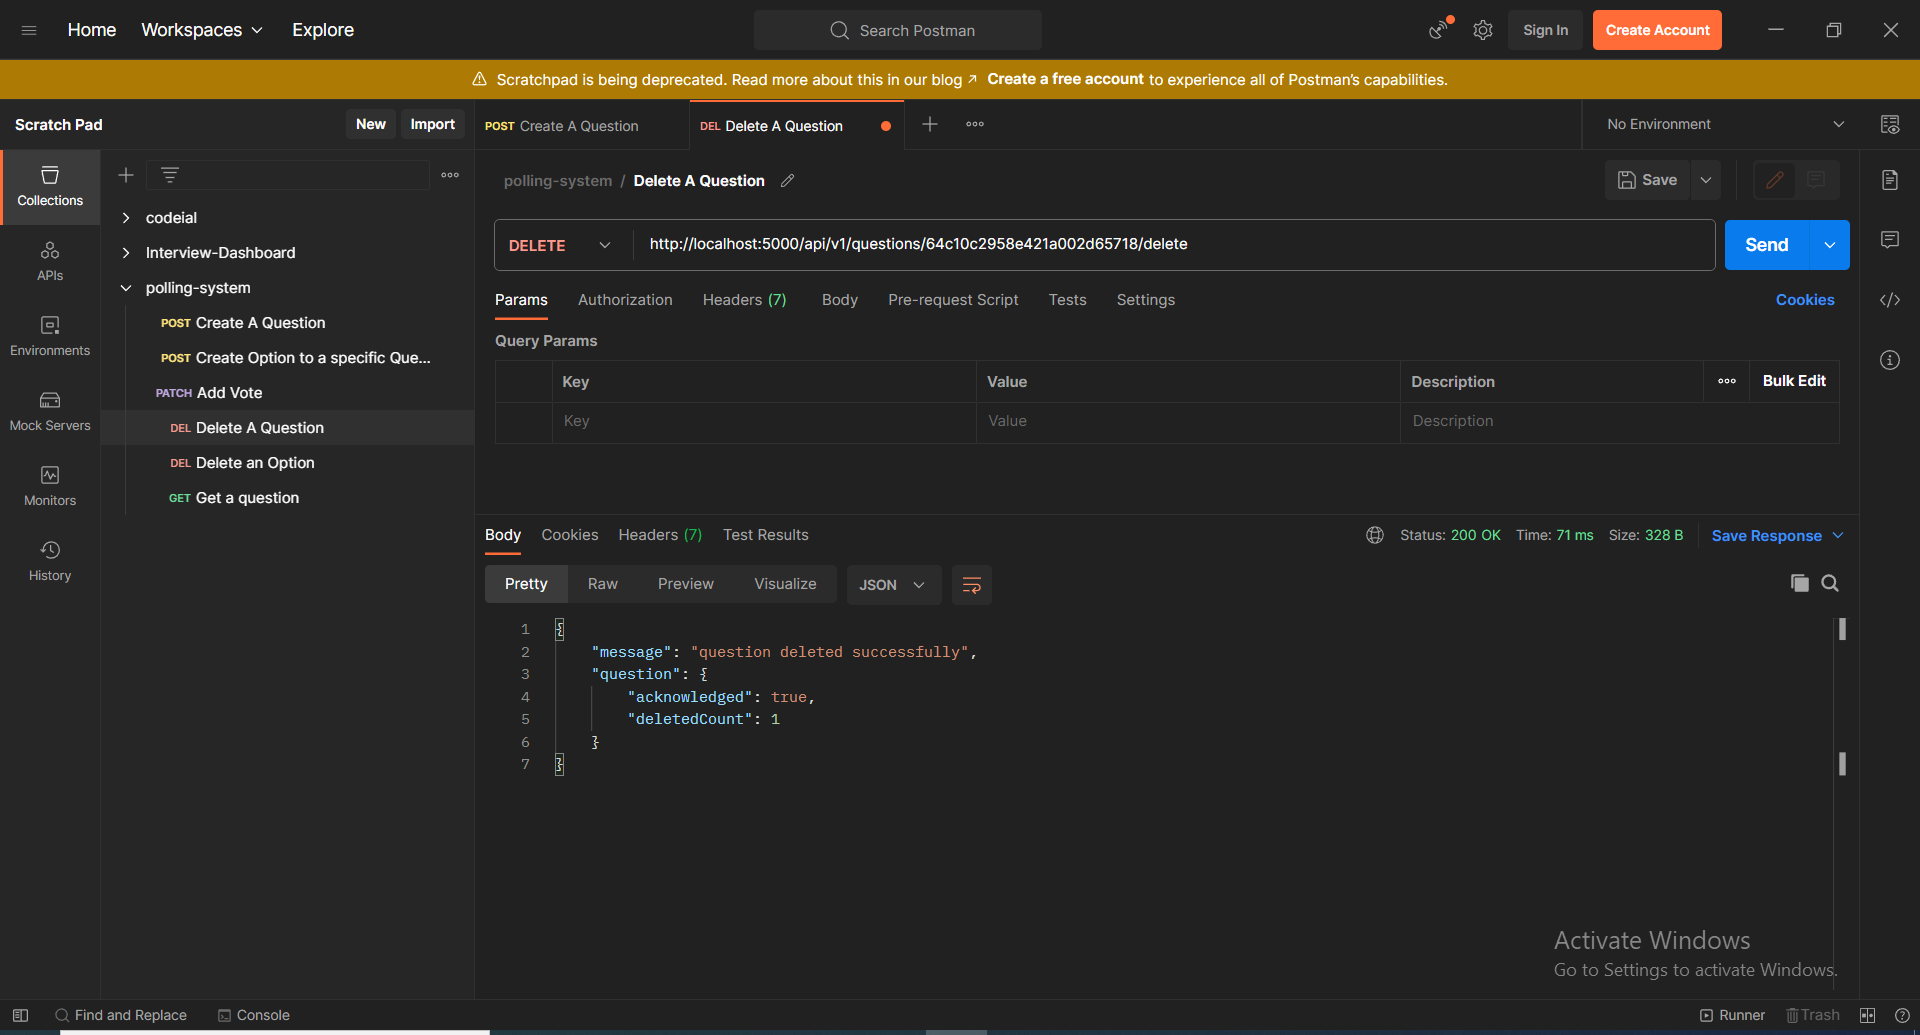 Home Workspaces Explore Search Postman Sign In Create Account
Scratchpad is being deprecated. Read more about this in our blog ↗ Create a free account to experience all of Postman's capabilities.
Scratch Pad New Import
POST Create A Question DEL Delete A Question
No Environment
Collections
APIs
Environments
Mock Servers
Monitors
History
codeial
Interview-Dashboard
polling-system
POST Create A Question
POST Create Option to a specific Que...
PATCH Add Vote
DEL Delete A Question
DEL Delete an Option
GET Get a question
polling-system / Delete A Question
Save
DELETE http://localhost:5000/api/v1/questions/64c10c2958e421a002d65718/delete
Send
Params Authorization Headers (7) Body Pre-request Script Tests Settings Cookies
Query Params
Key Value Description Bulk Edit
Key Value Description
Body Cookies Headers (7) Test Results Status: 200 OK Time: 71 ms Size: 328 B Save Response
Pretty Raw Preview Visualize JSON
1 {
2 "message": "question deleted successfully",
3 "question": {
4 "acknowledged": true,
5 "deletedCount": 1
6 }
7 }
Activate Windows
Go to Settings to activate Windows.
Find and Replace Console Runner Trash